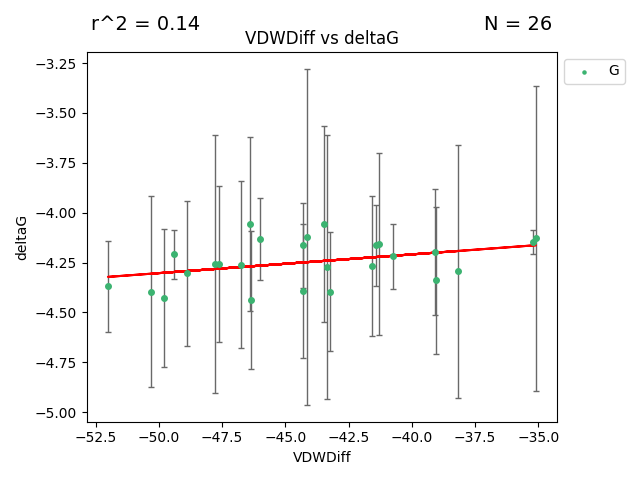 r^2 = 0.14
N = 26
VDWDiff vs deltaG
G
deltaG
−3.25
−3.50
−3.75
−4.00
−4.25
−4.50
−4.75
−5.00
−52.5
−50.0
−47.5
−45.0
−42.5
−40.0
−37.5
−35.0
VDWDiff